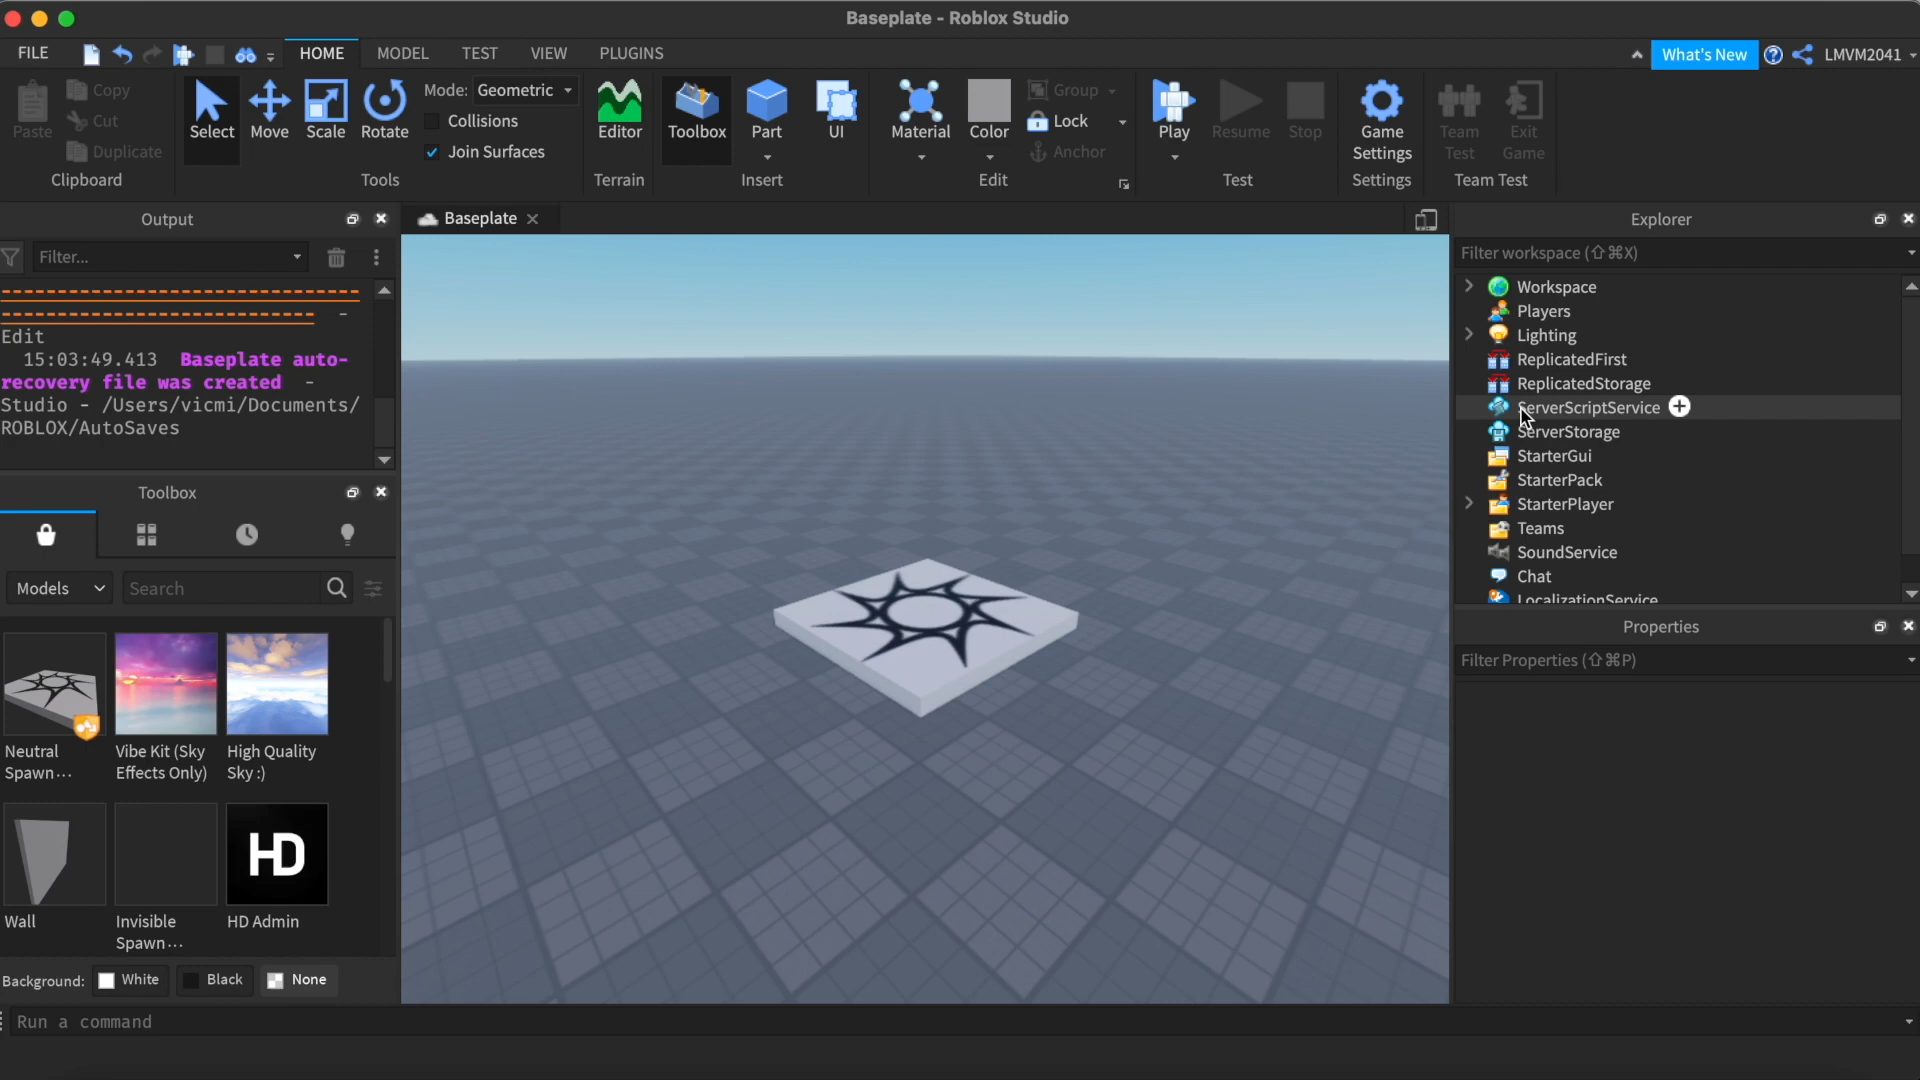 Baseplate - Roblox Studio
FILE
HOME
MODEL
TEST
VIEW
PLUGINS
What's New
LMVM2041
Paste
Copy
Cut
Duplicate
Clipboard
Select
Move
Scale
Rotate
Mode: Geometric
Collisions
Join Surfaces
Tools
Editor
Terrain
Toolbox
Part
UI
Insert
Material
Color
Group
Lock
Anchor
Edit
Play
Resume
Stop
Test
Game
Settings
Settings
Team
Test
Exit
Game
Team Test
Output
Filter...
-
Edit
15:03:49.413 Baseplate auto-
recovery file was created -
Studio - /Users/vicmi/Documents/
ROBLOX/AutoSaves
Toolbox
Models
Search
Neutral
Spawn...
Vibe Kit (Sky
Effects Only)
High Quality
Sky :)
Wall
Invisible
Spawn...
HD
HD Admin
Background: White Black None
Run a command
Baseplate
Explorer
Filter workspace (⇧⌘X)
Workspace
Players
Lighting
ReplicatedFirst
ReplicatedStorage
ServerScriptService
ServerStorage
StarterGui
StarterPack
StarterPlayer
Teams
SoundService
Chat
LocalizationService
Properties
Filter Properties (⇧⌘P)